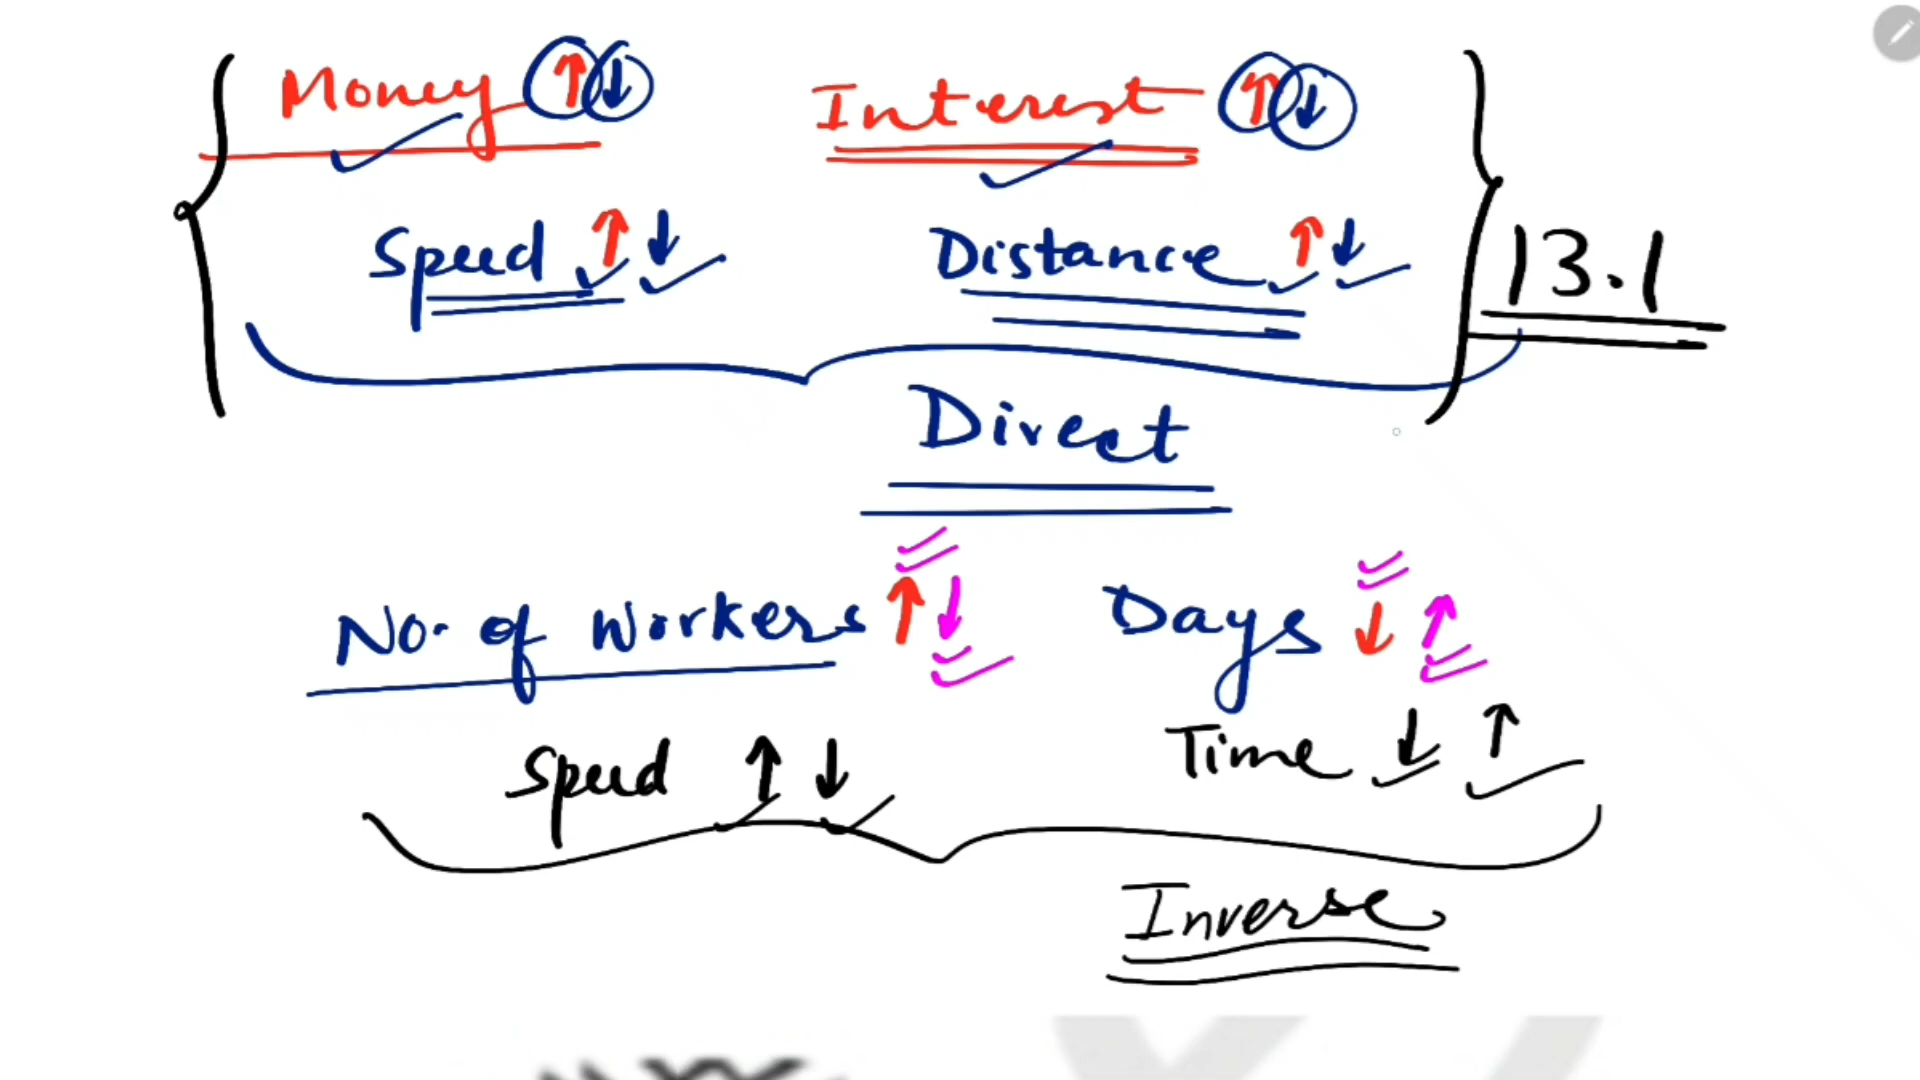 Money ↑↓ Interest ↑↓
Speed ↑↓ Distance ↑↓
13.1
Direct
No. of Workers ↑↓ Days ↓↑
Speed ↑↓ Time ↓↑
Inverse